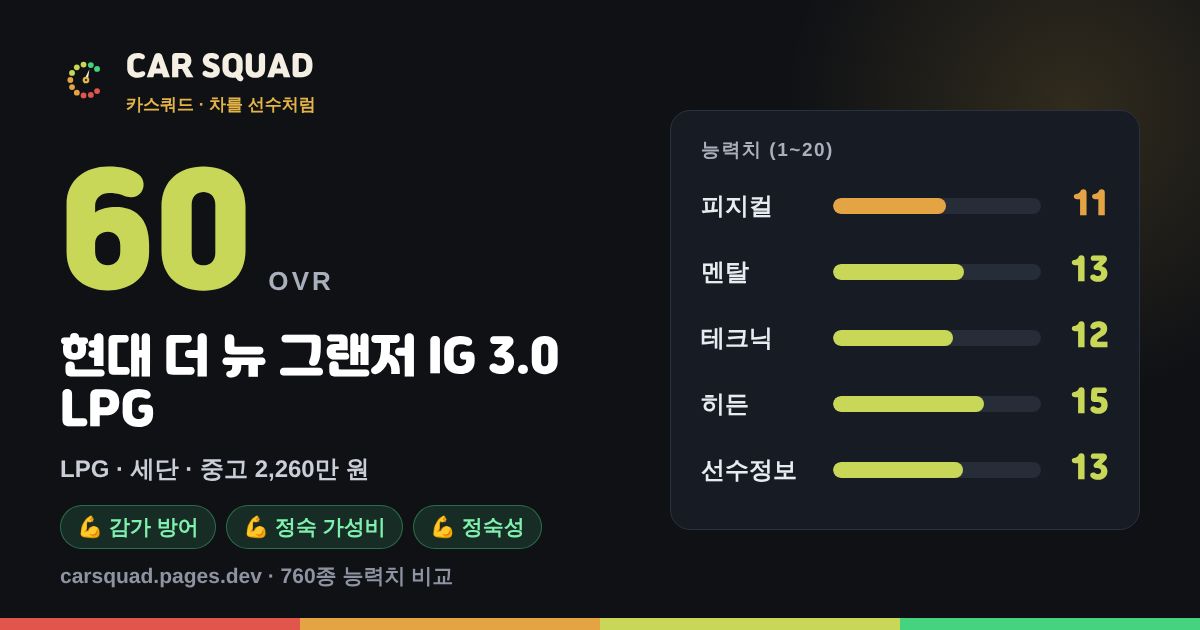 CAR SQUAD
카스쿼드 · 차를 선수처럼
60 OVR
현대 더 뉴 그랜저 IG 3.0
LPG
LPG · 세단 · 중고 2,260만 원
💪 감가 방어 💪 정숙 가성비 💪 정숙성
carsquad.pages.dev · 760종 능력치 비교
능력치 (1~20)
피지컬 11
멘탈 13
테크닉 12
히든 15
선수정보 13